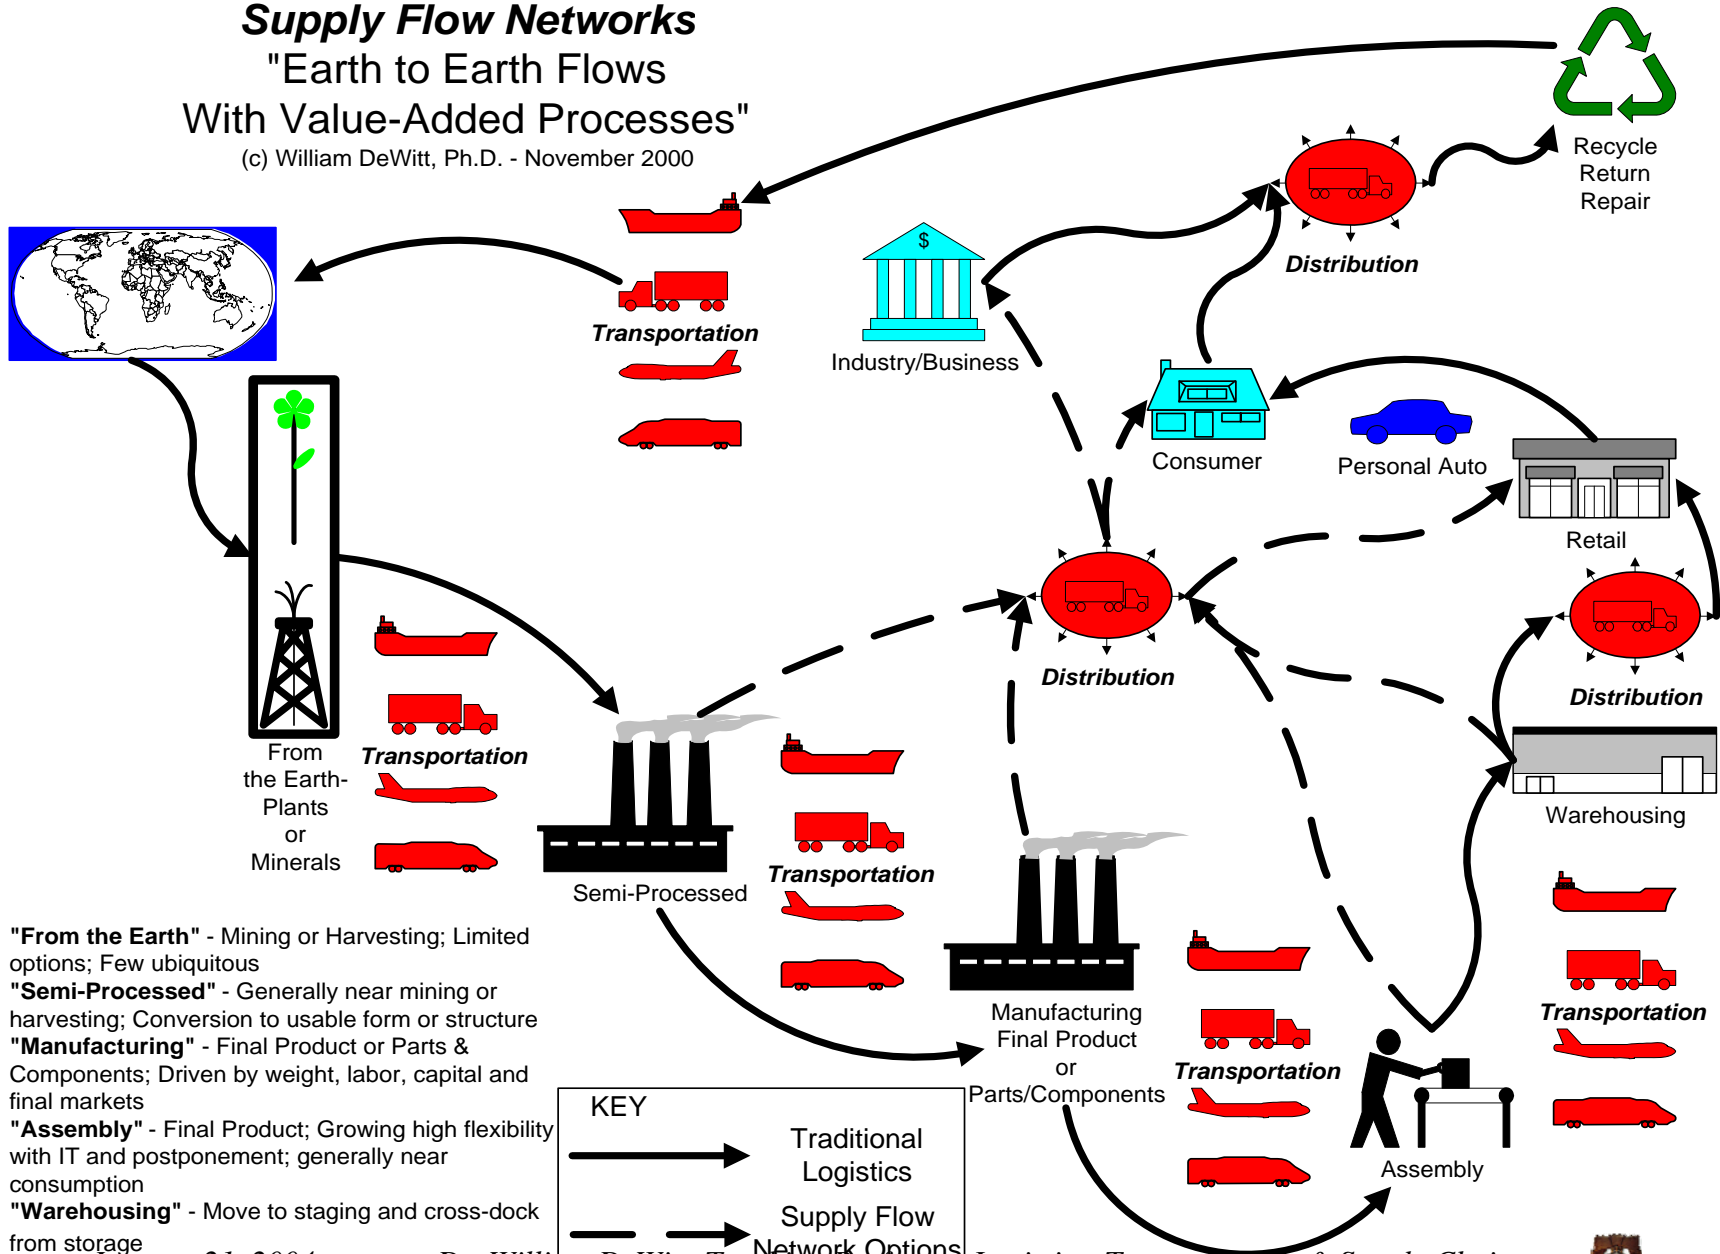 Supply Flow Networks
"Earth to Earth Flows
With Value-Added Processes"
(c) William DeWitt, Ph.D. - November 2000
Recycle
Return
Repair
Distribution
$
Industry/Business
Transportation
Consumer
Personal Auto
Retail
Distribution
Distribution
From
the Earth-
Plants
or
Minerals
Transportation
Semi-Processed
Transportation
Warehousing
Manufacturing
Final Product
or
Parts/Components
Transportation
Transportation
Assembly
"From the Earth" - Mining or Harvesting; Limited
options; Few ubiquitous
"Semi-Processed" - Generally near mining or
harvesting; Conversion to usable form or structure
"Manufacturing" - Final Product or Parts &
Components; Driven by weight, labor, capital and
final markets
"Assembly" - Final Product; Growing high flexibility
with IT and postponement; generally near
consumption
"Warehousing" - Move to staging and cross-dock
from storage
KEY
Traditional
Logistics
Supply Flow
Network Options